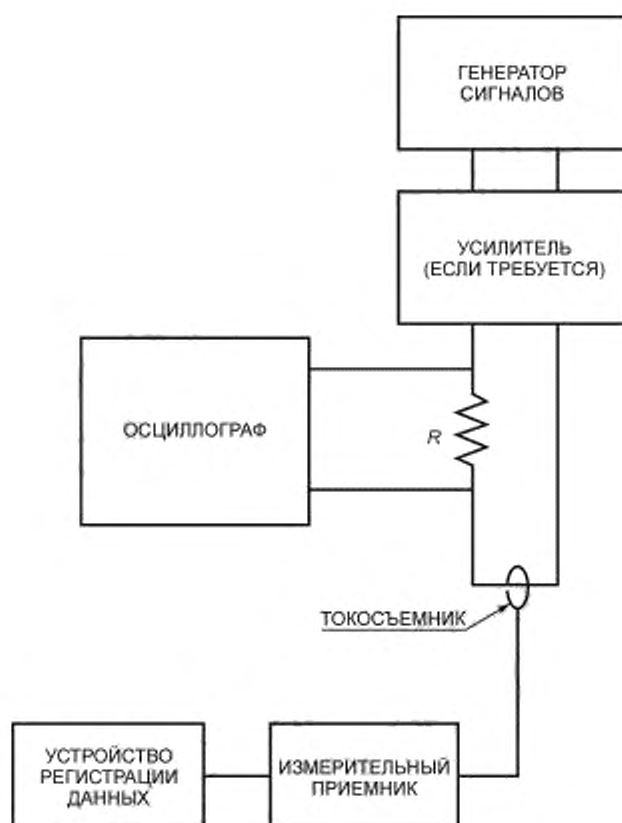 ГЕНЕРАТОР
СИГНАЛОВ
УСИЛИТЕЛЬ
(ЕСЛИ ТРЕБУЕТСЯ)
ОСЦИЛЛОГРАФ
R
ТОКОСЪЕМНИК
УСТРОЙСТВО
РЕГИСТРАЦИИ
ДАННЫХ
ИЗМЕРИТЕЛЬНЫЙ
ПРИЕМНИК